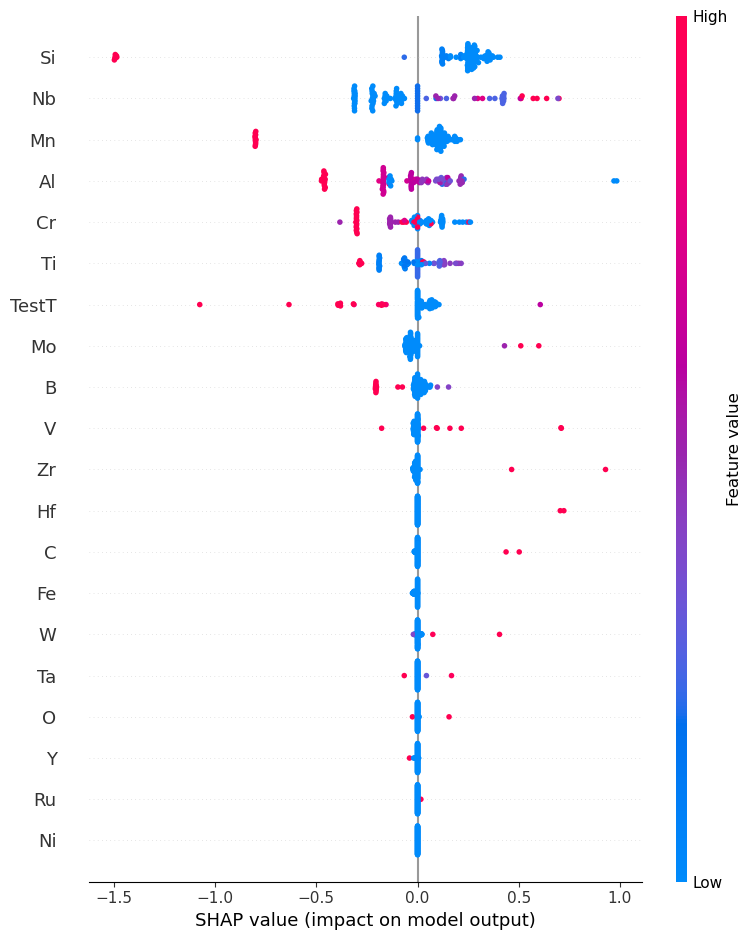 High
Si
Nb
Mn
Al
Cr
Ti
TestT
Mo
B
V
Zr
Hf
C
Fe
W
Ta
O
Y
Ru
Ni
Feature value
Low
−1.5 −1.0 −0.5 0.0 0.5 1.0
SHAP value (impact on model output)